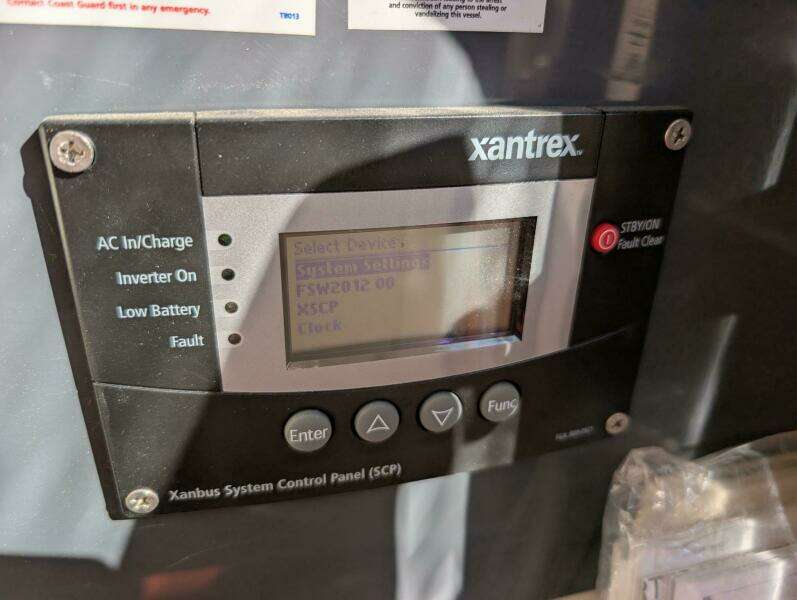 Contact Coast Guard first in any emergency.
TB013
and conviction of any person stealing or
vandalizing this vessel.
xantrex
AC In/Charge
Inverter On
Low Battery
Fault
Select Device:
System Settings
FSW2012 00
XSCP
Clock
STBY/ON
Fault Clear
Enter
Func
Xanbus System Control Panel (SCP)